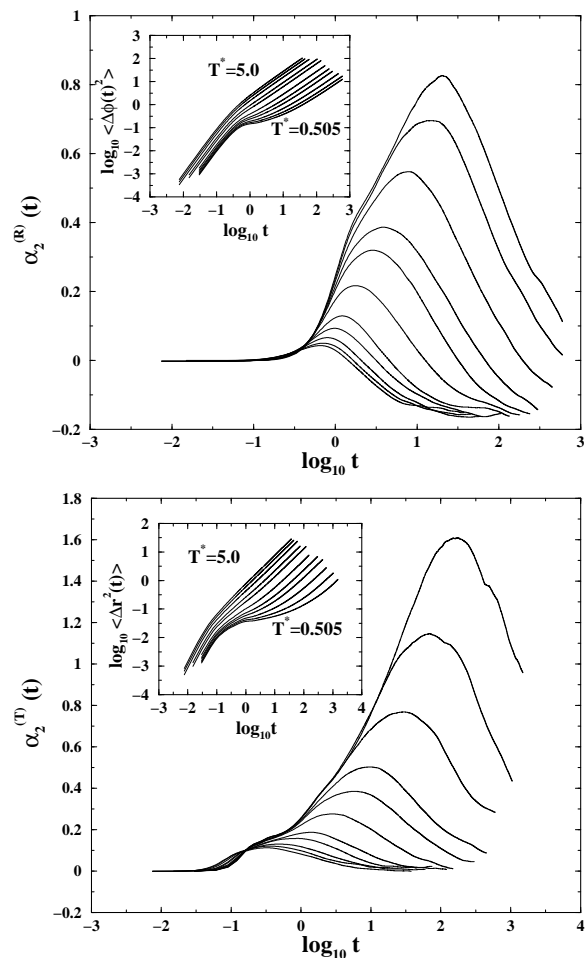 1
0.8
0.6
0.4
0.2
0
−0.2
α₂⁽ᴿ⁾(t)
−3 −2 −1 0 1 2 3
log₁₀ t
3
2
1
0
−1
−2
−3
−4
log₁₀ <Δϕ(t)²>
T*=5.0
T*=0.505
−3 −2 −1 0 1 2 3
log₁₀ t
1.8
1.6
1.4
1.2
1
0.8
0.6
0.4
0.2
0
−0.2
α₂⁽ᵀ⁾(t)
−3 −2 −1 0 1 2 3 4
log₁₀ t
2
1
0
−1
−2
−3
−4
log₁₀ <Δr²(t)>
T*=5.0
T*=0.505
−3 −2 −1 0 1 2 3 4
log₁₀t